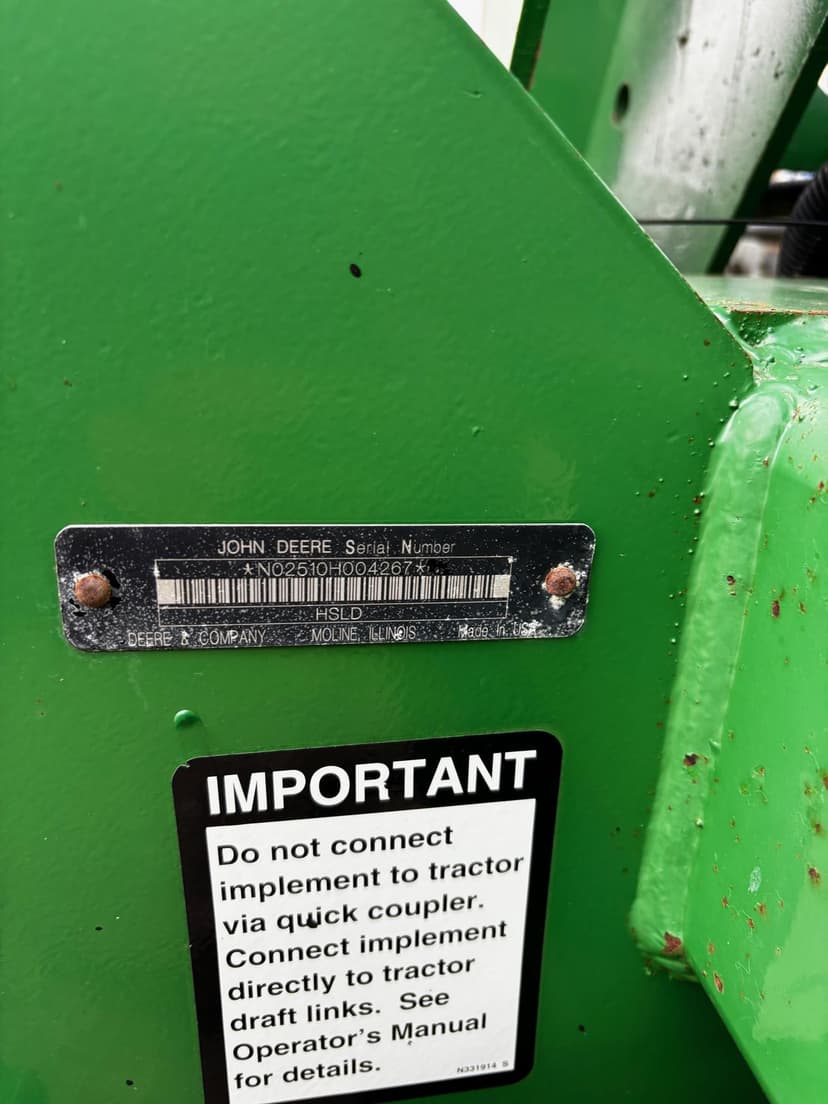 JOHN DEERE Serial Number
*N02510H004267*
HSLD
DEERE & COMPANY MOLINE, ILLINOIS Made in USA
IMPORTANT
Do not connect
implement to tractor
via quick coupler.
Connect implement
directly to tractor
draft links. See
Operator's Manual
for details.
N331914 S